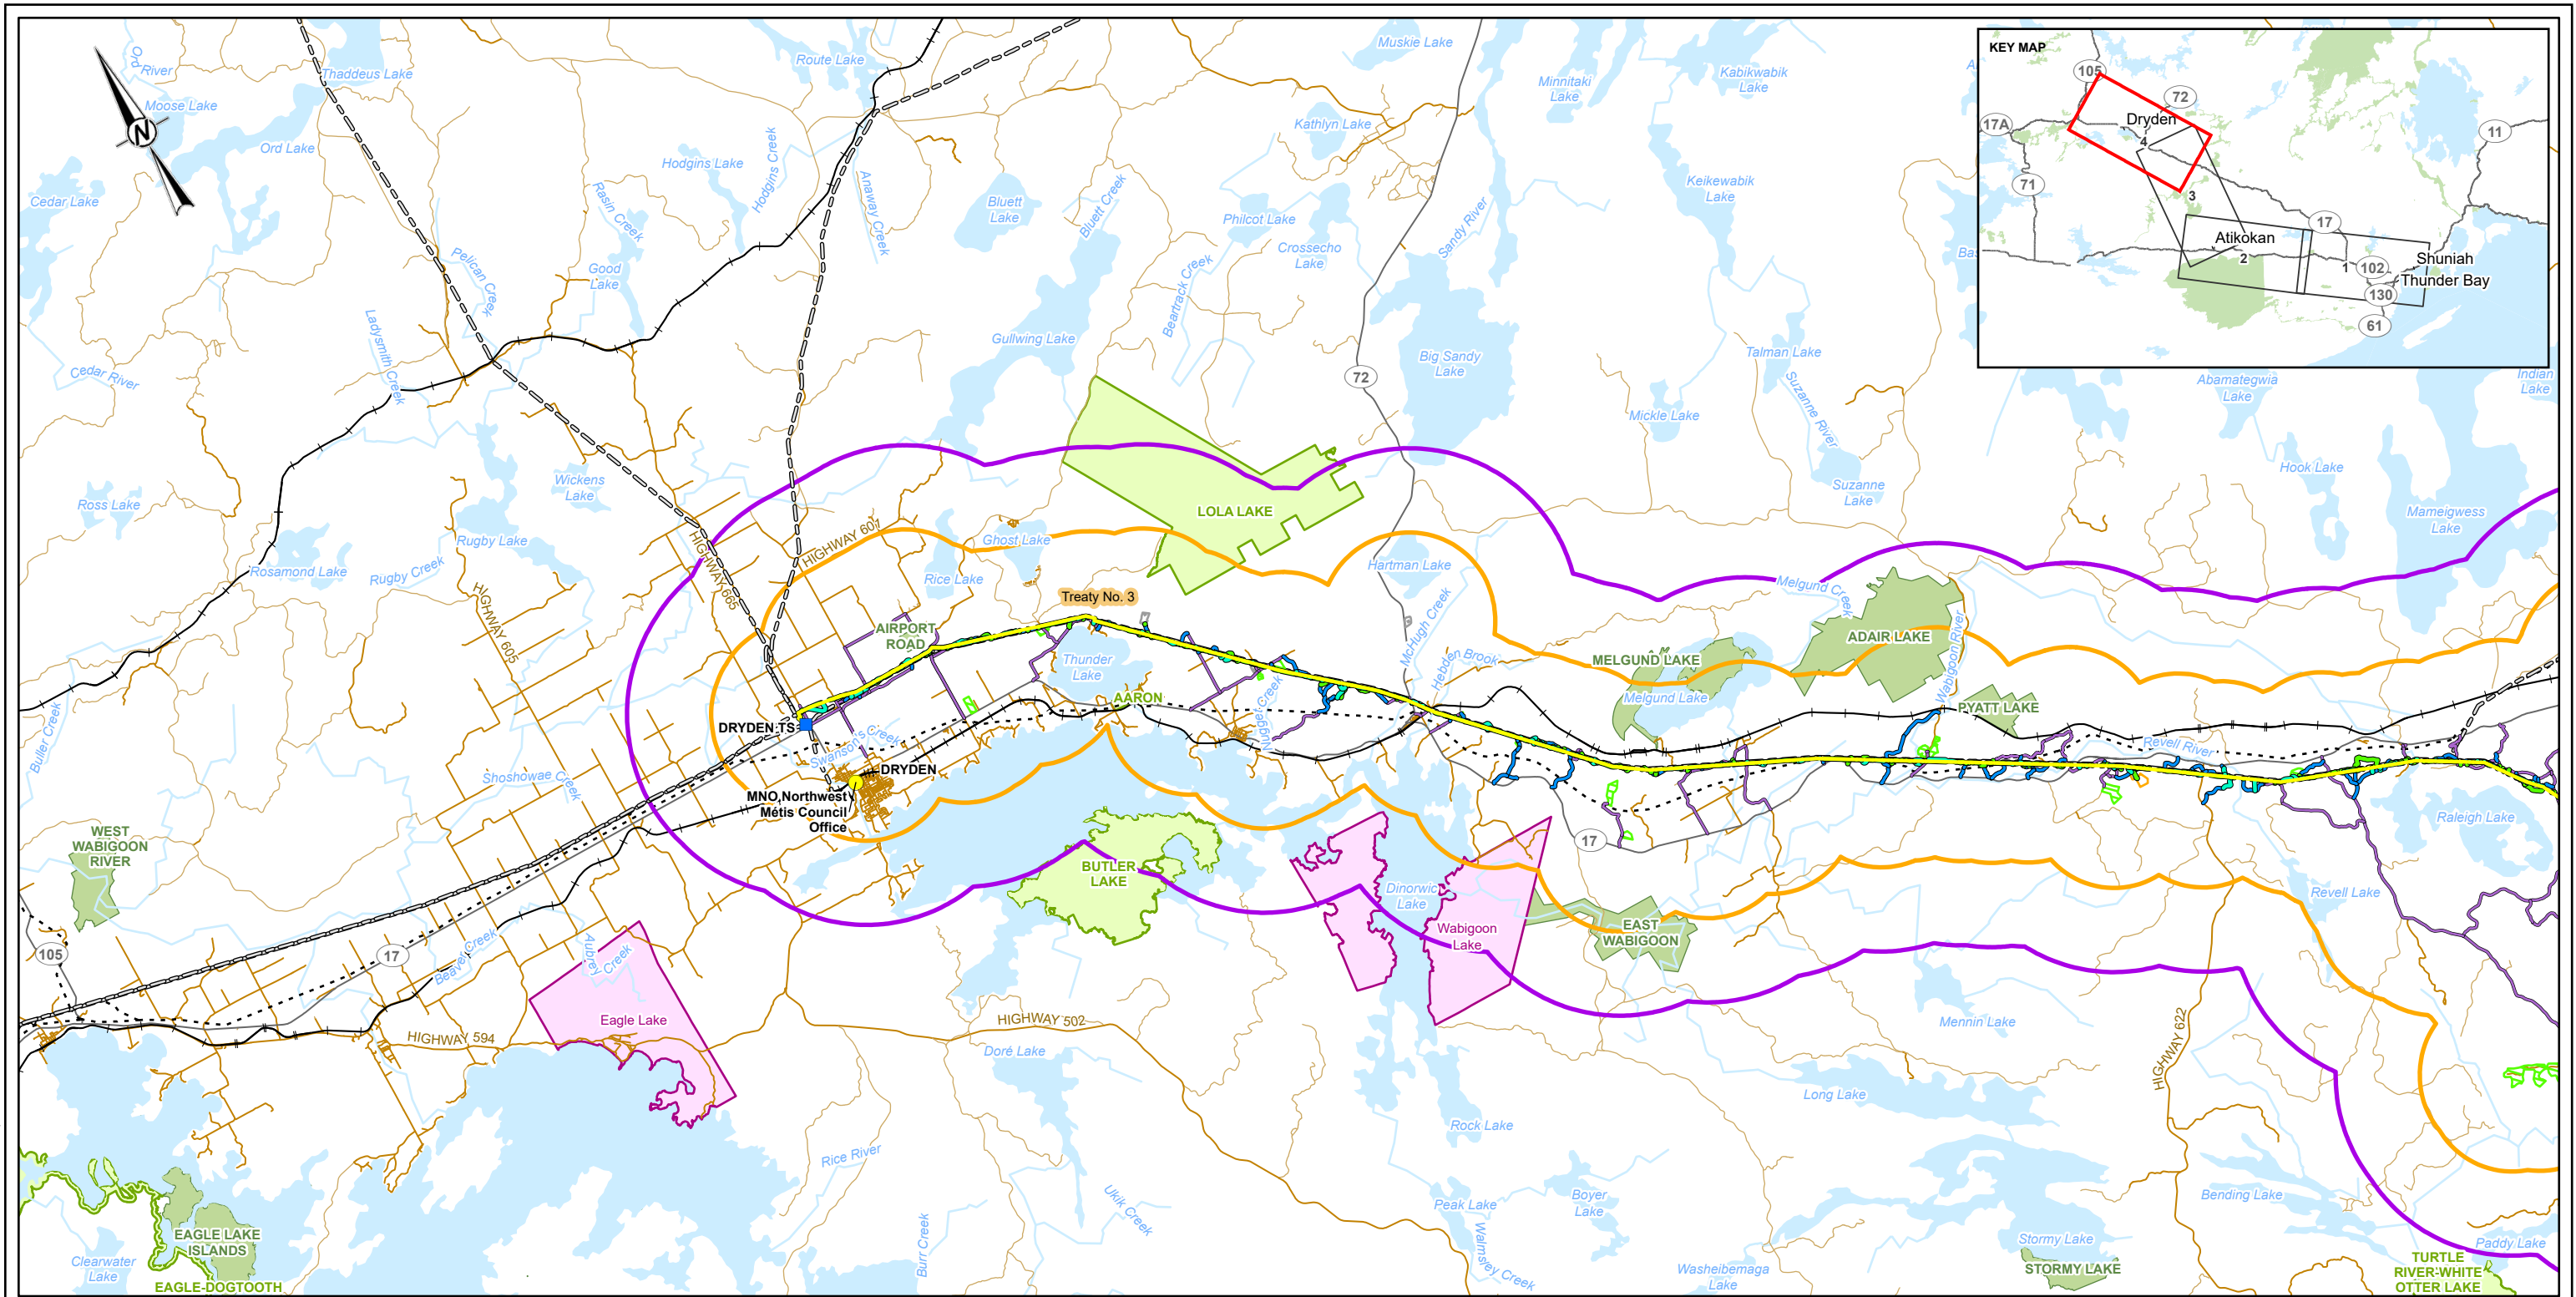 KEY MAP
105
72
17A
Dryden
4
11
71
3
17
Atikokan
2
1
102
Shuniah
Thunder Bay
130
61
N
Ord River
Thaddeus Lake
Moose Lake
Ord Lake
Route Lake
Muskie Lake
Minnitaki
Lake
Kabikwabik
Lake
Kathlyn Lake
Hodgins Lake
Hodgins Creek
Anaway Creek
Cedar Lake
Rasin Creek
Bluett
Lake
Bluett Creek
Philcot Lake
Crossecho
Lake
Keikewabik
Lake
Sandy River
Pelican Creek
Good
Lake
Beartrack Creek
Ladysmith Creek
Gullwing Lake
Big Sandy
Lake
Talman Lake
Suzanne River
Cedar River
72
Mickle Lake
Abamategwia
Lake
Indian
Lake
Ross Lake
Wickens
Lake
Suzanne
Lake
Hook Lake
Mameigwess
Lake
LOLA LAKE
HIGHWAY 601
Rugby Lake
Ghost Lake
Rosamond Lake
Rugby Creek
HIGHWAY 665
Rice Lake
Hartman Lake
HIGHWAY 605
Treaty No. 3
Melgund Creek
McHugh Creek
AIRPORT
ROAD
ADAIR LAKE
Wabigoon River
Hebden Brook
MELGUND LAKE
Thunder
Lake
AARON
Melgund Lake
PYATT LAKE
Nugget Creek
Buller Creek
DRYDEN TS
Swanson's Creek
Revell River
DRYDEN
Shoshowae Creek
MNO Northwest
Métis Council
Office
WEST
WABIGOON
RIVER
17
Raleigh Lake
BUTLER
LAKE
Dinorwic
Lake
Revell Lake
Wabigoon
Lake
EAST
WABIGOON
105
17
Beaver Creek
Aubrey Creek
Eagle Lake
HIGHWAY 502
HIGHWAY 594
Mennin Lake
HIGHWAY 622
Doré Lake
Long Lake
Rock Lake
Rice River
Ukik Creek
Peak Lake
Boyer
Lake
Bending Lake
Burr Creek
Walmsley Creek
EAGLE LAKE
ISLANDS
Clearwater
Lake
EAGLE-DOGTOOTH
Washeibemaga
Lake
Stormy Lake
STORMY LAKE
Paddy Lake
TURTLE
RIVER-WHITE
OTTER LAKE